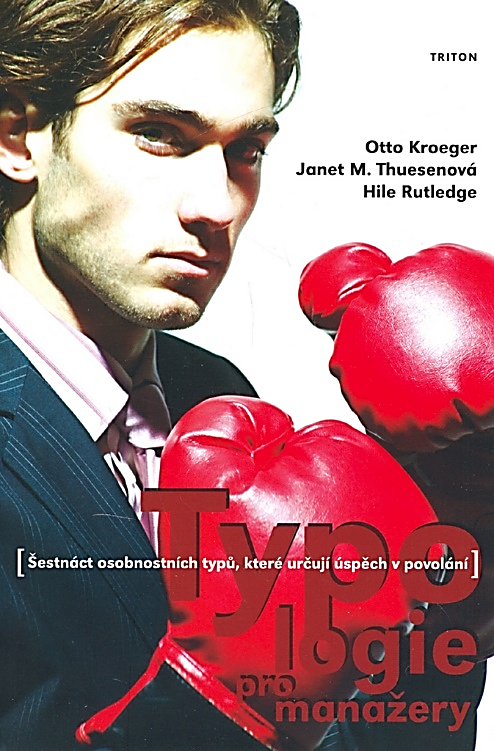 TRITON
Otto Kroeger
Janet M. Thuesenová
Hile Rutledge
Typo
[Šestnáct osobnostních typů, které určují úspěch v povolání]
logie
pro
manažery